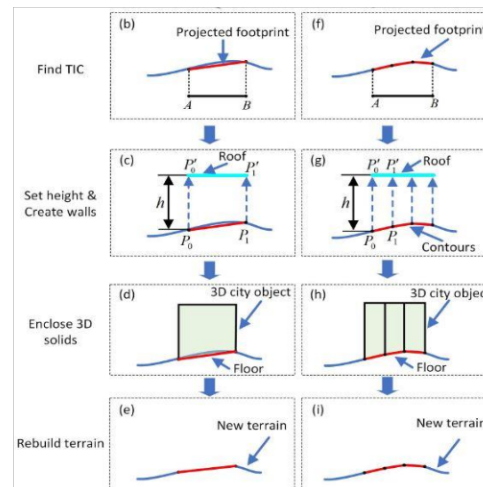 (b)
Projected footprint
A
B
(f)
Projected footprint
A
B
Find TIC
(c)
P'0
P'1
Roof
h
P0
P1
(g)
P'0
P'1
Roof
h
P0
P1
Contours
Set height &
Create walls
(d)
3D city object
Floor
(h)
3D city object
Floor
Enclose 3D
solids
(e)
New terrain
(i)
New terrain
Rebuild terrain